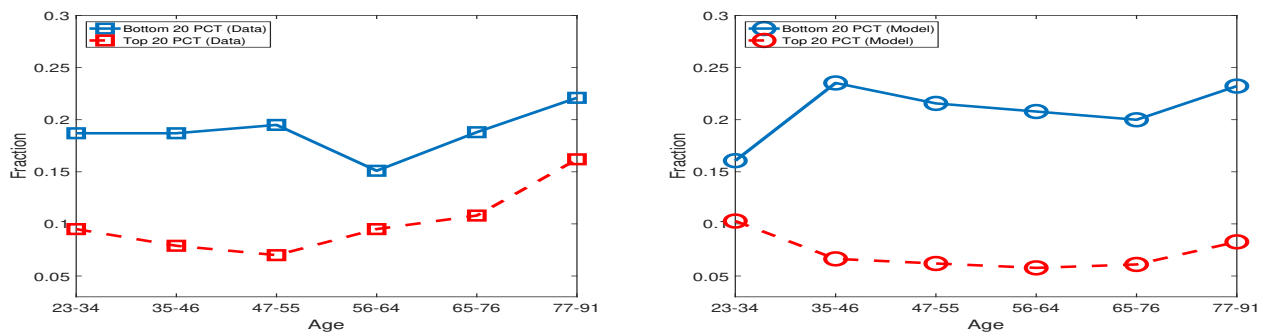 0.3
0.25
0.2
0.15
0.1
0.05
Fraction
Bottom 20 PCT (Data)
Top 20 PCT (Data)
23-34 35-46 47-55 56-64 65-76 77-91
Age
0.3
0.25
0.2
0.15
0.1
0.05
Fraction
Bottom 20 PCT (Model)
Top 20 PCT (Model)
23-34 35-46 47-55 56-64 65-76 77-91
Age